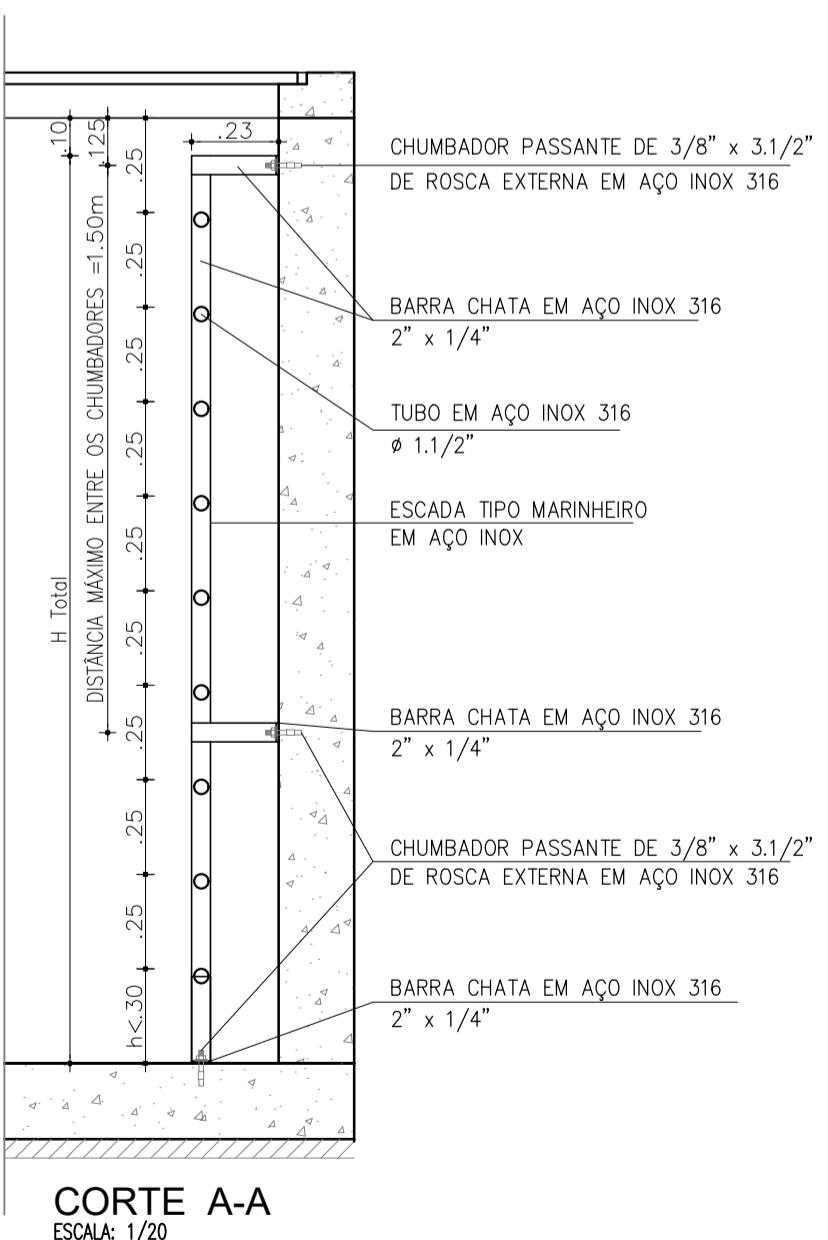 .23
.10
.125
.25
.25
.25
.25
.25
.25
.25
.25
.25
h<.30
H Total
DISTÂNCIA MÁXIMO ENTRE OS CHUMBADORES =1.50m
CHUMBADOR PASSANTE DE 3/8” x 3.1/2”
DE ROSCA EXTERNA EM AÇO INOX 316
BARRA CHATA EM AÇO INOX 316
2” x 1/4”
TUBO EM AÇO INOX 316
ø 1.1/2”
ESCADA TIPO MARINHEIRO
EM AÇO INOX
BARRA CHATA EM AÇO INOX 316
2” x 1/4”
CHUMBADOR PASSANTE DE 3/8” x 3.1/2”
DE ROSCA EXTERNA EM AÇO INOX 316
BARRA CHATA EM AÇO INOX 316
2” x 1/4”
CORTE A-A
ESCALA: 1/20